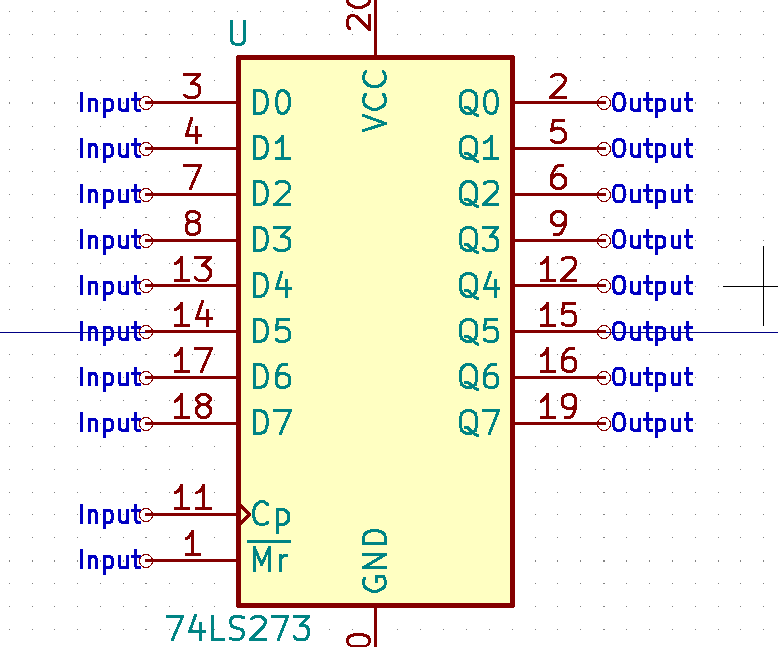 U
20
Input 3 D0 VCC Q0 2 Output
Input 4 D1 Q1 5 Output
Input 7 D2 Q2 6 Output
Input 8 D3 Q3 9 Output
Input 13 D4 Q4 12 Output
Input 14 D5 Q5 15 Output
Input 17 D6 Q6 16 Output
Input 18 D7 Q7 19 Output
Input 11 Cp
Input 1 Mr GND
74LS273
0